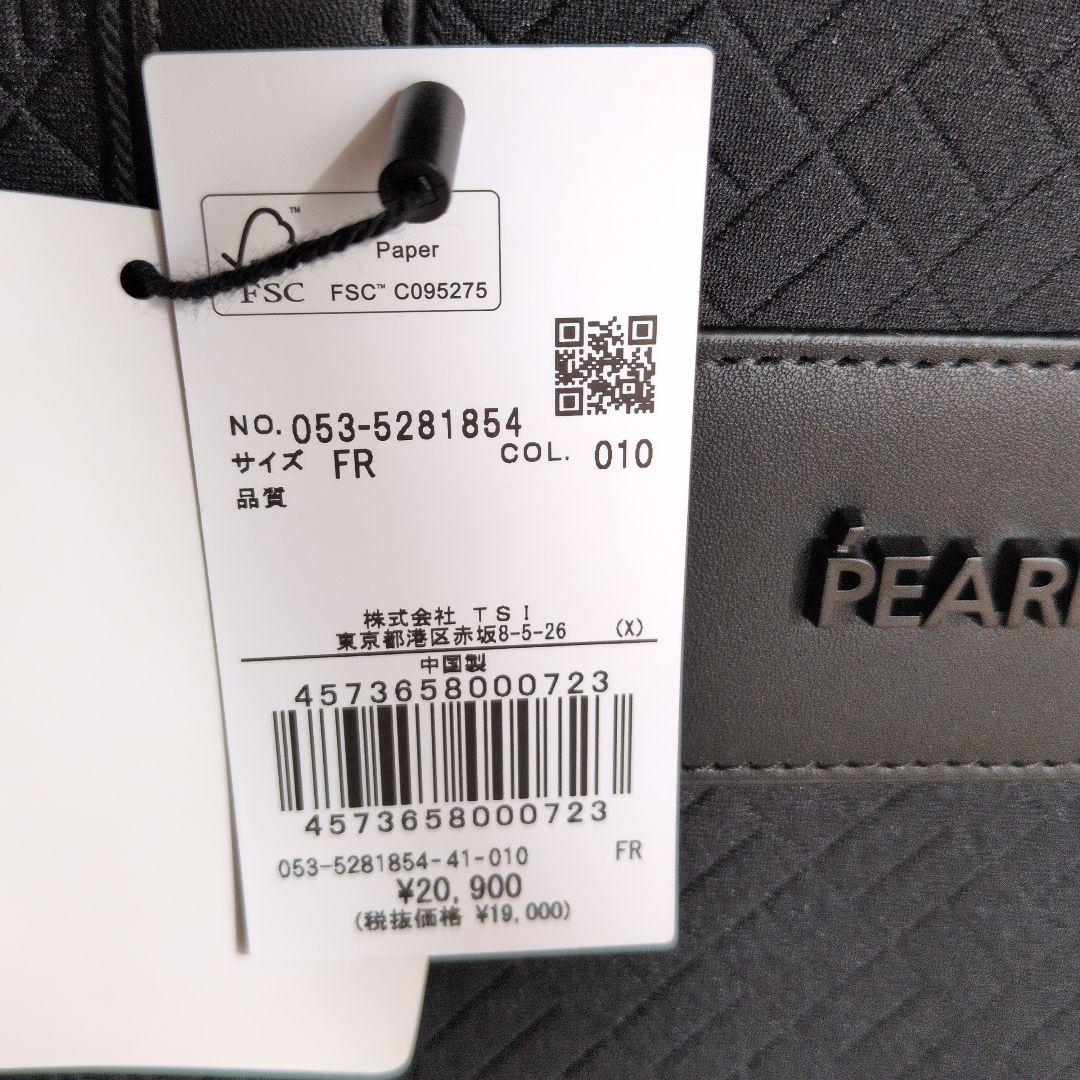 ™
Paper
FSC
FSC™ C095275
NO. 053-5281854
サイズ FR
COL. 010
品質
株式会社 TSI
東京都港区赤坂8-5-26 (X)
中国製
4573658000723
4573658000723
053-5281854-41-010 FR
¥20,900
(税抜価格 ¥19,000)